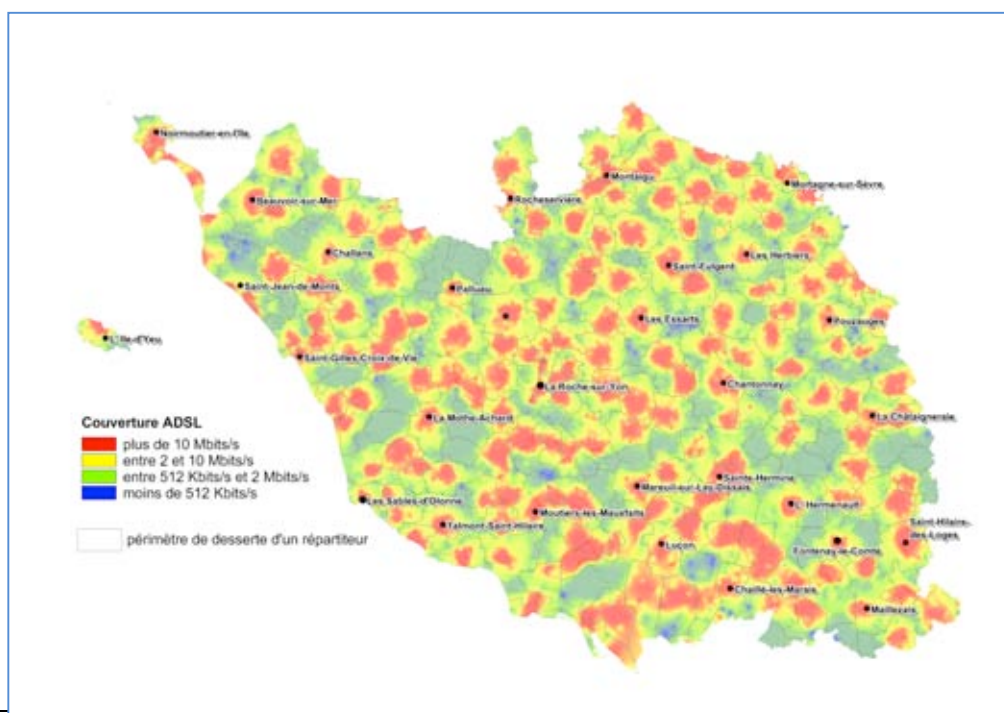 Noirmoutier-en-l'Ile
Montaigu
Mortagne-sur-Sèvre
Beauvoir-sur-Mer
Rocheservière
Challans
Les Herbiers
Saint-Fulgent
Saint-Jean-de-Monts
Palluau
Les Essarts
Pouzauges
L'Ile-d'Yeu
Saint-Gilles-Croix-de-Vie
La Roche-sur-Yon
Chantonnay
La Mothe-Achard
La Châtaigneraie
Couverture ADSL
plus de 10 Mbits/s
entre 2 et 10 Mbits/s
entre 512 Kbits/s et 2 Mbits/s
moins de 512 Kbits/s
périmètre de desserte d'un répartiteur
Sainte-Hermine
Mareuil-sur-Lay-Dissais
Les Sables-d'Olonne
L'Hermenault
Moutiers-les-Mauxfaits
Talmont-Saint-Hilaire
Saint-Hilaire-
des-Loges
Luçon
Fontenay-le-Comte
Chaillé-les-Marais
Maillezais